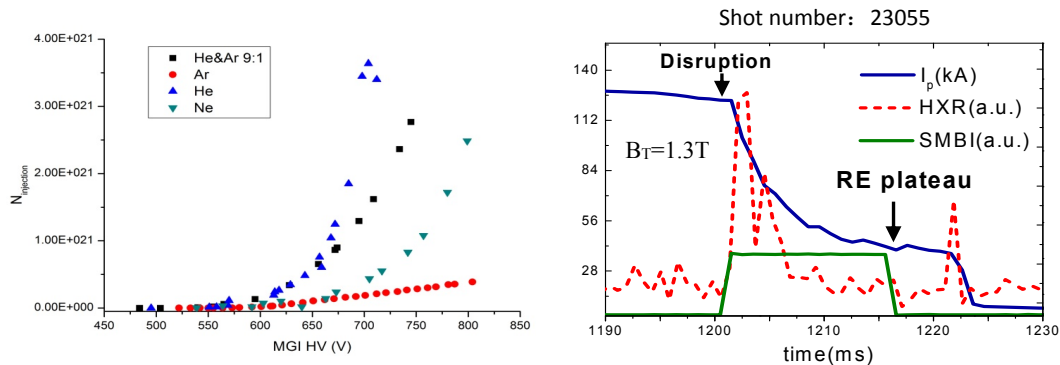 4.00E+021
3.00E+021
2.00E+021
1.00E+021
0.00E+000
N_injection
He&Ar 9:1
Ar
He
Ne
450 500 550 600 650 700 750 800 850
MGI HV (V)
Shot number: 23055
140
112
84
56
28
Disruption
I_p(kA)
HXR(a.u.)
SMBI(a.u.)
B_T=1.3T
RE plateau
1190 1200 1210 1220 1230
time(ms)